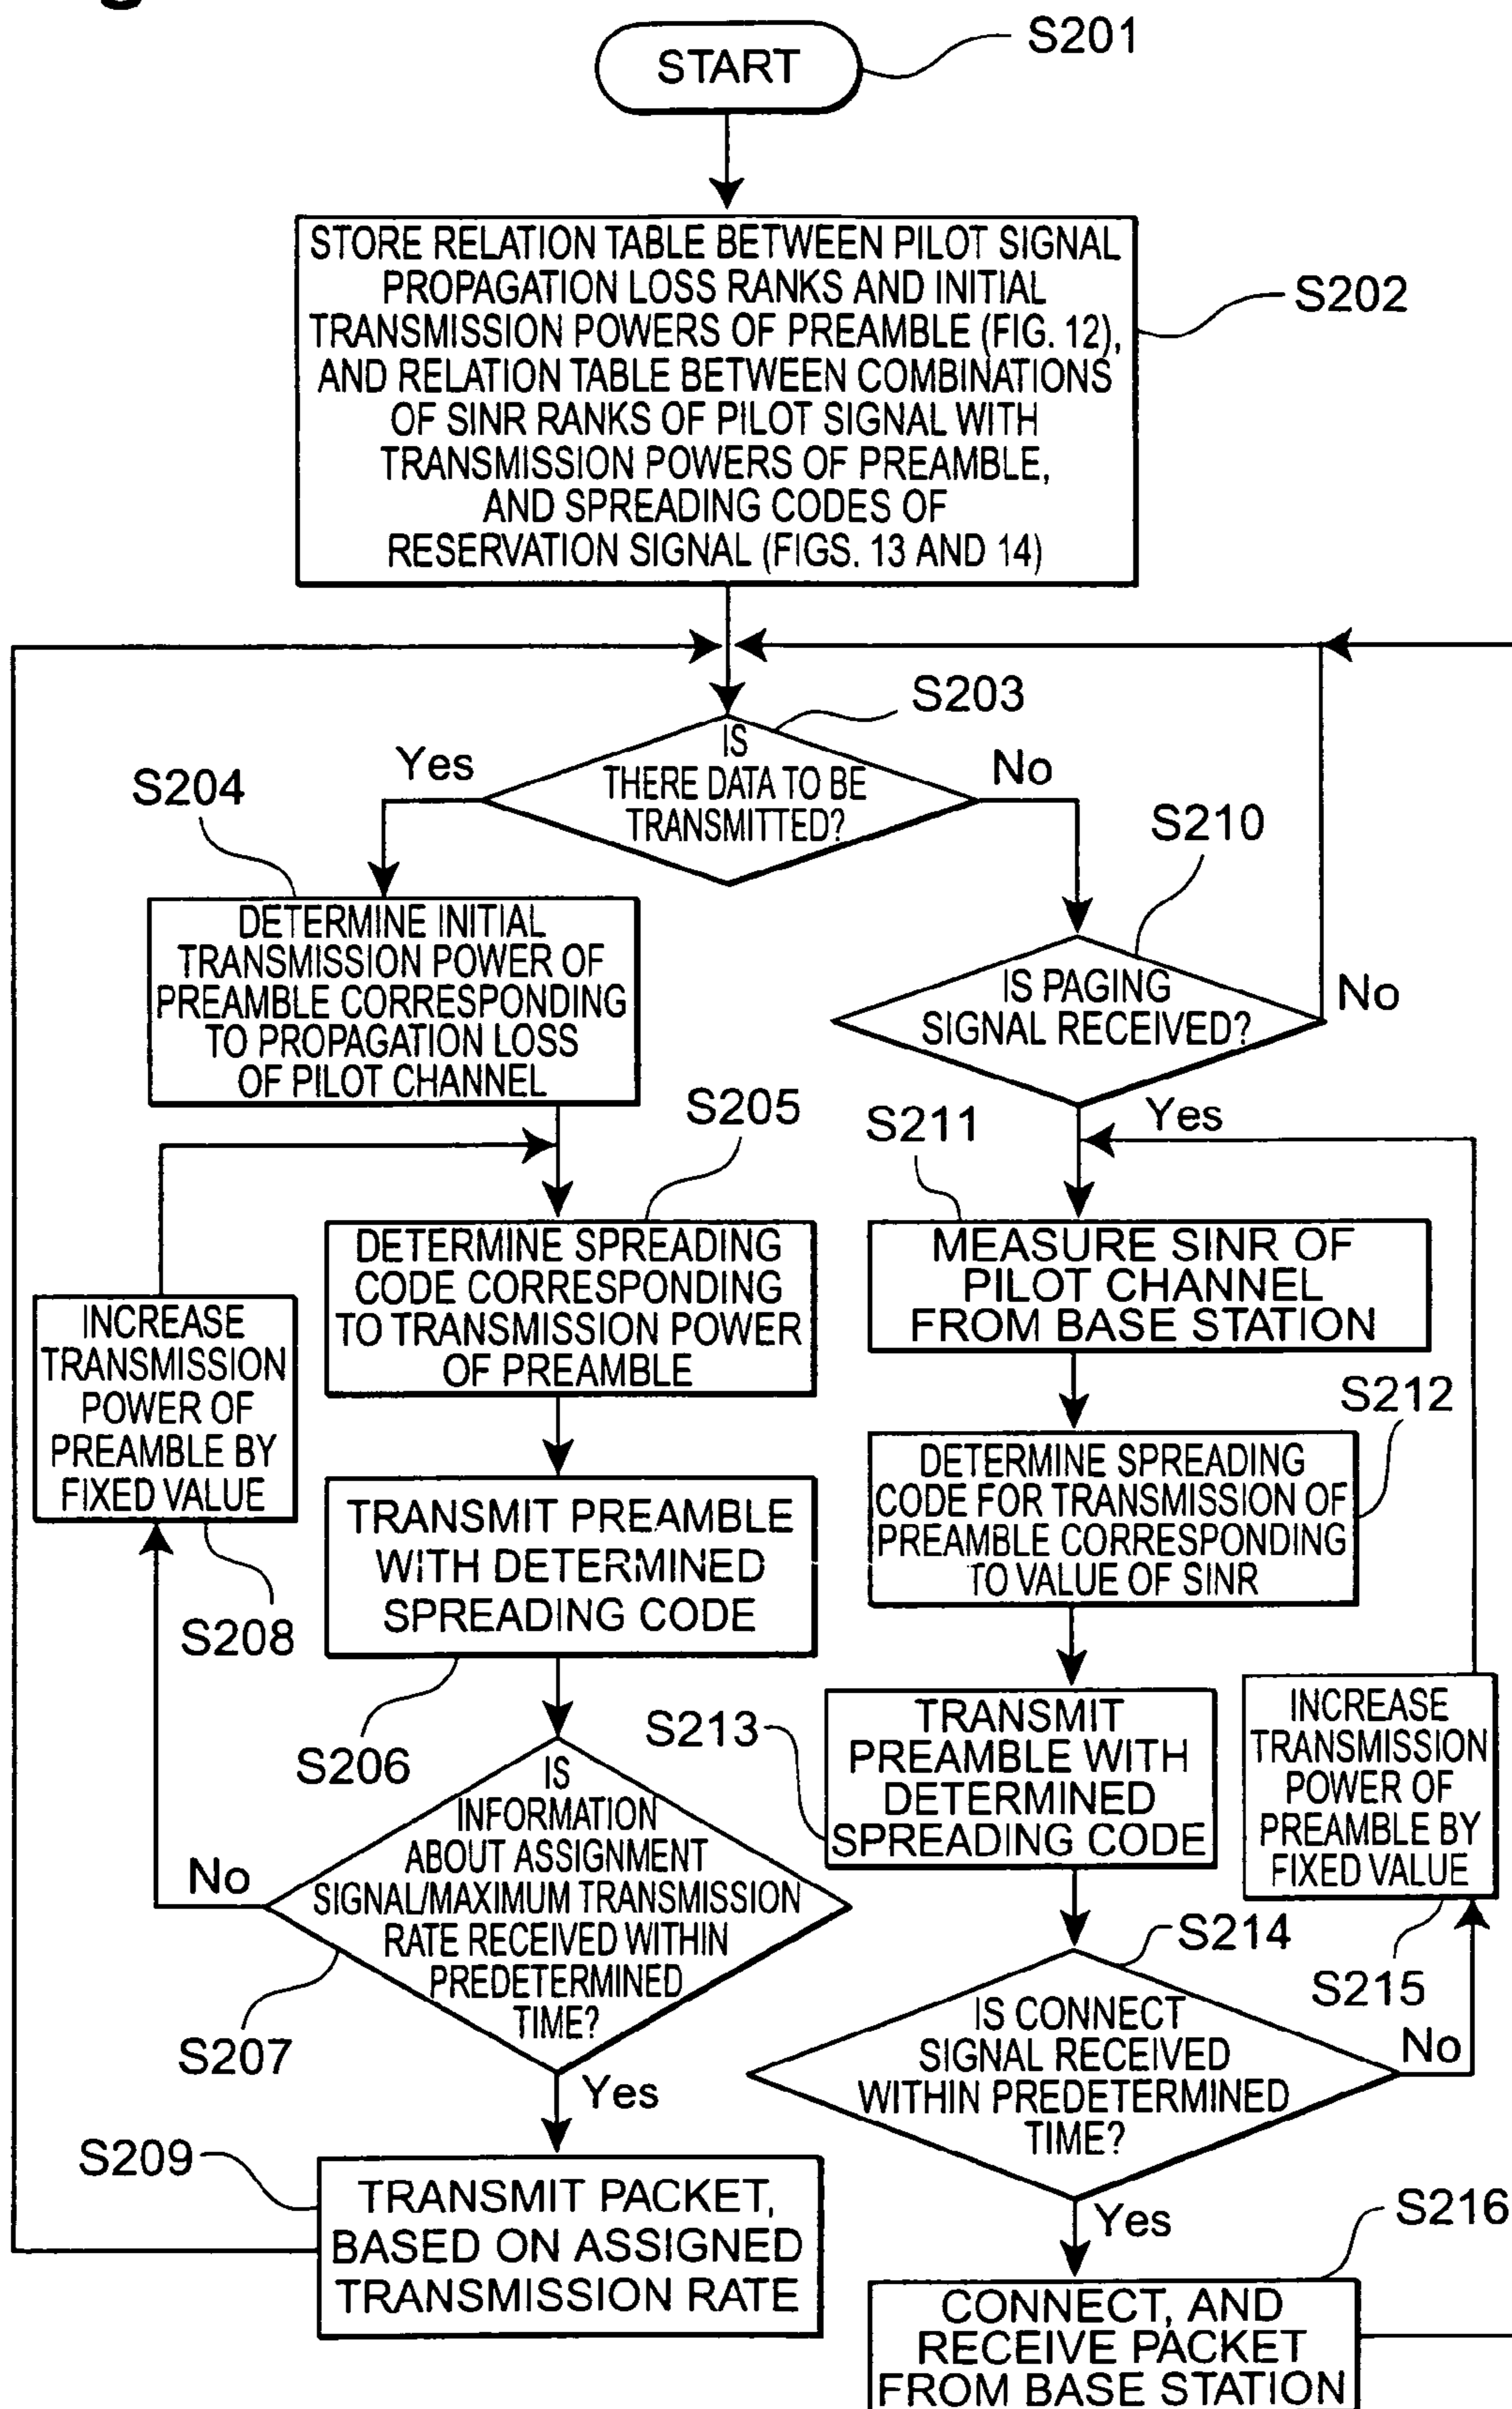 START
S201
STORE RELATION TABLE BETWEEN PILOT SIGNAL
PROPAGATION LOSS RANKS AND INITIAL
TRANSMISSION POWERS OF PREAMBLE (FIG. 12),
AND RELATION TABLE BETWEEN COMBINATIONS
OF SINR RANKS OF PILOT SIGNAL WITH
TRANSMISSION POWERS OF PREAMBLE,
AND SPREADING CODES OF
RESERVATION SIGNAL (FIGS. 13 AND 14)
S202
S203
IS
THERE DATA TO BE
TRANSMITTED?
Yes
No
S204
DETERMINE INITIAL
TRANSMISSION POWER OF
PREAMBLE CORRESPONDING
TO PROPAGATION LOSS
OF PILOT CHANNEL
S205
DETERMINE SPREADING
CODE CORRESPONDING
TO TRANSMISSION POWER
OF PREAMBLE
INCREASE
TRANSMISSION
POWER OF
PREAMBLE BY
FIXED VALUE
S208
TRANSMIT PREAMBLE
WITH DETERMINED
SPREADING CODE
S206
IS
INFORMATION
ABOUT ASSIGNMENT
SIGNAL/MAXIMUM TRANSMISSION
RATE RECEIVED WITHIN
PREDETERMINED
TIME?
No
S207
Yes
S209
TRANSMIT PACKET,
BASED ON ASSIGNED
TRANSMISSION RATE
S210
IS PAGING
SIGNAL RECEIVED?
No
Yes
S211
MEASURE SINR OF
PILOT CHANNEL
FROM BASE STATION
S212
DETERMINE SPREADING
CODE FOR TRANSMISSION OF
PREAMBLE CORRESPONDING
TO VALUE OF SINR
S213
TRANSMIT
PREAMBLE WITH
DETERMINED
SPREADING CODE
INCREASE
TRANSMISSION
POWER OF
PREAMBLE BY
FIXED VALUE
S215
S214
IS CONNECT
SIGNAL RECEIVED
WITHIN PREDETERMINED
TIME?
No
Yes
S216
CONNECT, AND
RECEIVE PACKET
FROM BASE STATION